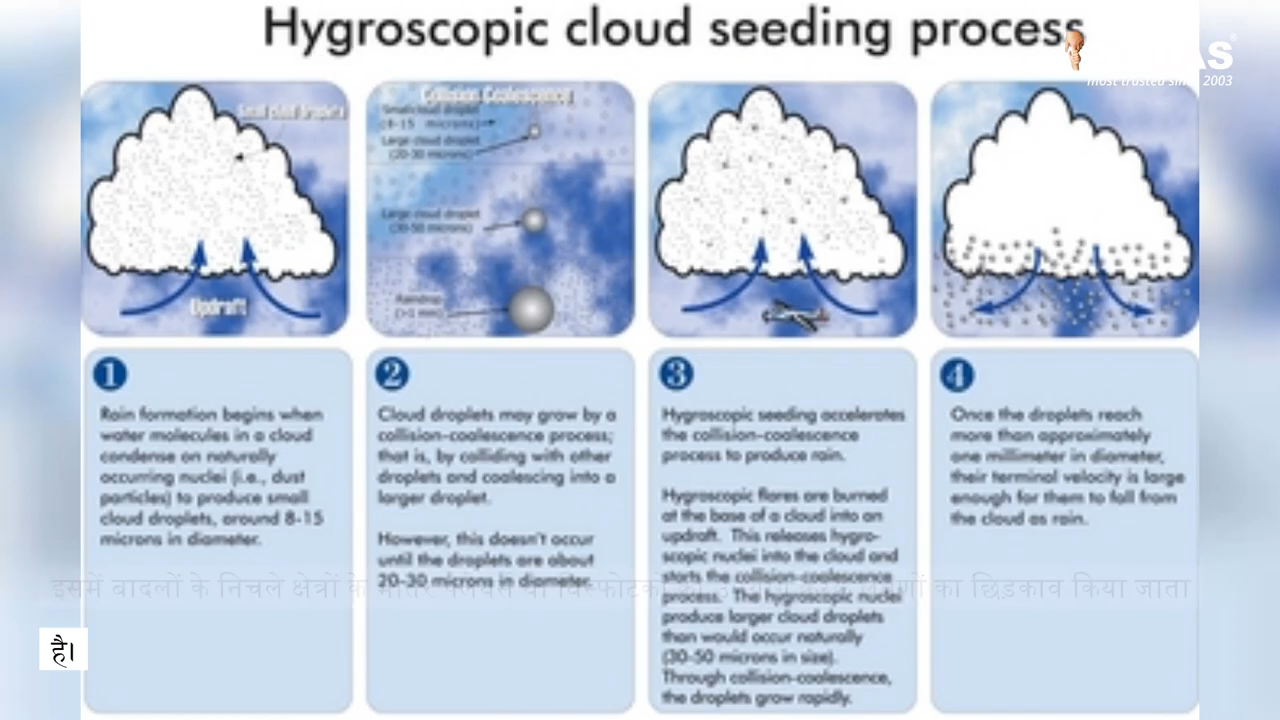 Hygroscopic cloud seeding process
AS
most trusted since 2003
Small cloud droplets
Updraft
Collision Coalescence
Small cloud droplet
(8-15 microns)
Large cloud droplet
(20-30 microns)
Large cloud droplet
(30-50 microns)
Raindrop
(>1 mm)
1
Rain formation begins when
water molecules in a cloud
condense on naturally
occurring nuclei (i.e., dust
particles) to produce small
cloud droplets, around 8-15
microns in diameter.
2
Cloud droplets may grow by a
collision-coalescence process;
that is, by colliding with other
droplets and coalescing into a
larger droplet.
However, this doesn't occur
until the droplets are about
20-30 microns in diameter.
3
Hygroscopic seeding accelerates
the collision-coalescence
process to produce rain.
Hygroscopic flares are burned
at the base of a cloud into an
updraft. This releases hygro-
scopic nuclei into the cloud and
starts the collision-coalescence
process. The hygroscopic nuclei
produce larger cloud droplets
than would occur naturally
(30-50 microns in size).
Through collision-coalescence,
the droplets grow rapidly.
4
Once the droplets reach
more than approximately
one millimeter in diameter,
their terminal velocity is large
enough for them to fall from
the cloud as rain.
इसमें बादलों के निचले क्षेत्रों के का छिड़काव किया जाता
है।